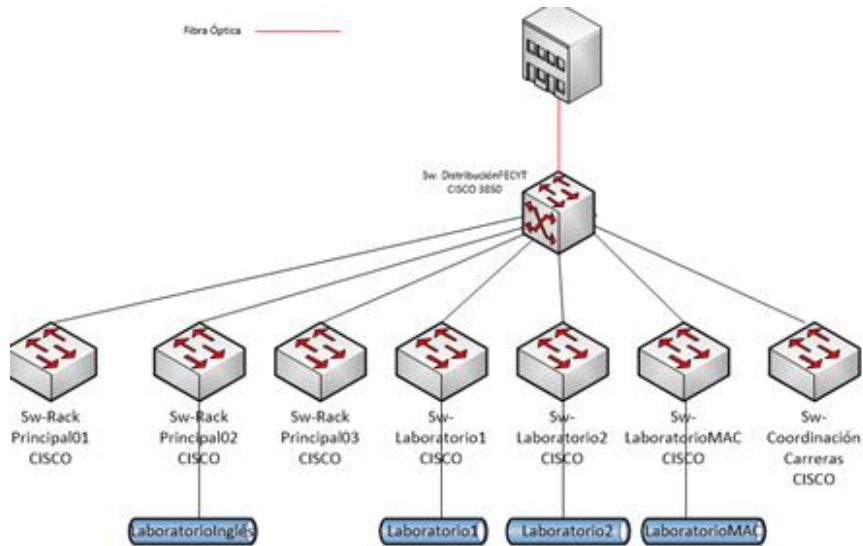 Fibra Óptica
Sw. DistribuciónFECYT
CISCO 3850
Sw-Rack
Principal01
CISCO
Sw-Rack
Principal02
CISCO
Sw-Rack
Principal03
CISCO
Sw-
Laboratorio1
CISCO
Sw-
Laboratorio2
CISCO
Sw-
LaboratorioMAC
CISCO
Sw-
Coordinación
Carreras
CISCO
LaboratorioInglés
Laboratorio1
Laboratorio2
LaboratorioMAC